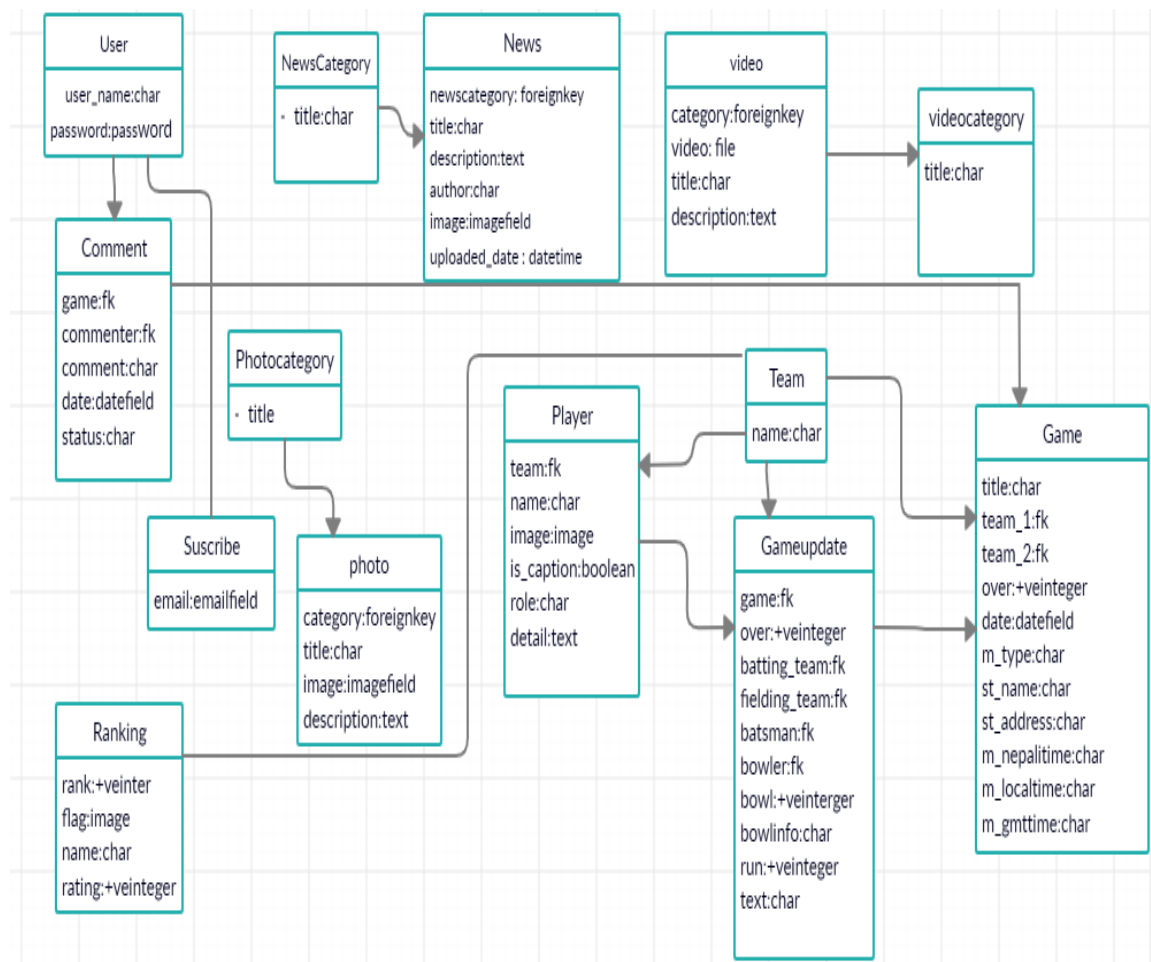 User
user_name:char
password:password
NewsCategory
· title:char
News
newscategory: foreignkey
title:char
description:text
author:char
image:imagefield
uploaded_date : datetime
video
category:foreignkey
video: file
title:char
description:text
videocategory
title:char
Comment
game:fk
commenter:fk
comment:char
date:datefield
status:char
Photocategory
· title
Player
team:fk
name:char
image:image
is_caption:boolean
role:char
detail:text
Team
name:char
Game
title:char
team_1:fk
team_2:fk
over:+veinteger
date:datefield
m_type:char
st_name:char
st_address:char
m_nepalitime:char
m_localtime:char
m_gmttime:char
Suscribe
email:emailfield
photo
category:foreignkey
title:char
image:imagefield
description:text
Gameupdate
game:fk
over:+veinteger
batting_team:fk
fielding_team:fk
batsman:fk
bowler:fk
bowl:+veinterger
bowlinfo:char
run:+veinteger
text:char
Ranking
rank:+veinter
flag:image
name:char
rating:+veinteger